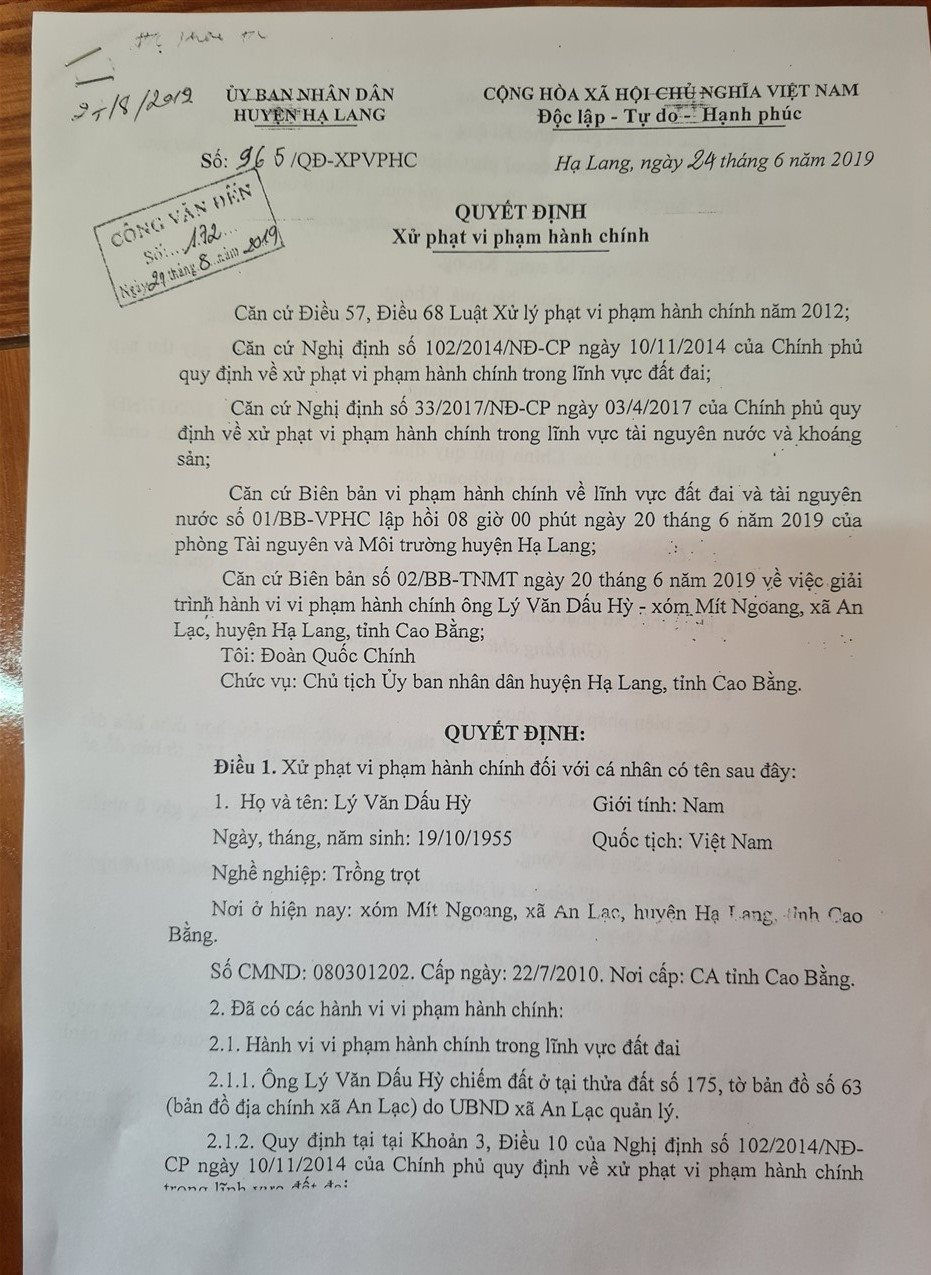 25/8/2019
ỦY BAN NHÂN DÂN
HUYỆN HẠ LANG
CỘNG HÒA XÃ HỘI CHỦ NGHĨA VIỆT NAM
Độc lập - Tự do - Hạnh phúc
Số: 965/QĐ-XPVPHC
Hạ Lang, ngày 24 tháng 6 năm 2019
CÔNG VĂN ĐẾN
Số:....172....
Ngày 27 tháng 8 năm 2019
QUYẾT ĐỊNH
Xử phạt vi phạm hành chính
Căn cứ Điều 57, Điều 68 Luật Xử lý phạt vi phạm hành chính năm 2012;
Căn cứ Nghị định số 102/2014/NĐ-CP ngày 10/11/2014 của Chính phủ
quy định về xử phạt vi phạm hành chính trong lĩnh vực đất đai;
Căn cứ Nghị định số 33/2017/NĐ-CP ngày 03/4/2017 của Chính phủ quy
định về xử phạt vi phạm hành chính trong lĩnh vực tài nguyên nước và khoáng
sản;
Căn cứ Biên bản vi phạm hành chính về lĩnh vực đất đai và tài nguyên
nước số 01/BB-VPHC lập hồi 08 giờ 00 phút ngày 20 tháng 6 năm 2019 của
phòng Tài nguyên và Môi trường huyện Hạ Lang;
Căn cứ Biên bản số 02/BB-TNMT ngày 20 tháng 6 năm 2019 về việc giải
trình hành vi vi phạm hành chính ông Lý Văn Dấu Hỳ - xóm Mít Ngoang, xã An
Lạc, huyện Hạ Lang, tỉnh Cao Bằng;
Tôi: Đoàn Quốc Chính
Chức vụ: Chủ tịch Ủy ban nhân dân huyện Hạ Lang, tỉnh Cao Bằng.
QUYẾT ĐỊNH:
Điều 1. Xử phạt vi phạm hành chính đối với cá nhân có tên sau đây:
1. Họ và tên: Lý Văn Dấu Hỳ Giới tính: Nam
Ngày, tháng, năm sinh: 19/10/1955 Quốc tịch: Việt Nam
Nghề nghiệp: Trồng trọt
Nơi ở hiện nay: xóm Mít Ngoang, xã An Lạc, huyện Hạ Lang, tỉnh Cao
Bằng.
Số CMND: 080301202. Cấp ngày: 22/7/2010. Nơi cấp: CA tỉnh Cao Bằng.
2. Đã có các hành vi vi phạm hành chính:
2.1. Hành vi vi phạm hành chính trong lĩnh vực đất đai
2.1.1. Ông Lý Văn Dấu Hỳ chiếm đất ở tại thửa đất số 175, tờ bản đồ số 63
(bản đồ địa chính xã An Lạc) do UBND xã An Lạc quản lý.
2.1.2. Quy định tại tại Khoản 3, Điều 10 của Nghị định số 102/2014/NĐ-
CP ngày 10/11/2014 của Chính phủ quy định về xử phạt vi phạm hành chính
trong lĩnh vực đất đai;